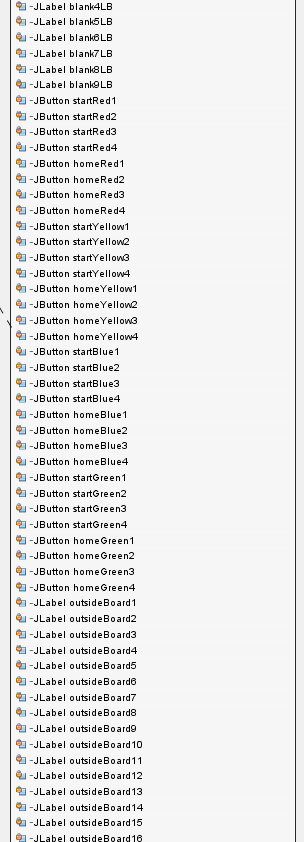 -JLabel blank4LB
-JLabel blank5LB
-JLabel blank6LB
-JLabel blank7LB
-JLabel blank8LB
-JLabel blank9LB
-JButton startRed1
-JButton startRed2
-JButton startRed3
-JButton startRed4
-JButton homeRed1
-JButton homeRed2
-JButton homeRed3
-JButton homeRed4
-JButton startYellow1
-JButton startYellow2
-JButton startYellow3
-JButton startYellow4
-JButton homeYellow1
-JButton homeYellow2
-JButton homeYellow3
-JButton homeYellow4
-JButton startBlue1
-JButton startBlue2
-JButton startBlue3
-JButton startBlue4
-JButton homeBlue1
-JButton homeBlue2
-JButton homeBlue3
-JButton homeBlue4
-JButton startGreen1
-JButton startGreen2
-JButton startGreen3
-JButton startGreen4
-JButton homeGreen1
-JButton homeGreen2
-JButton homeGreen3
-JButton homeGreen4
-JLabel outsideBoard1
-JLabel outsideBoard2
-JLabel outsideBoard3
-JLabel outsideBoard4
-JLabel outsideBoard5
-JLabel outsideBoard6
-JLabel outsideBoard7
-JLabel outsideBoard8
-JLabel outsideBoard9
-JLabel outsideBoard10
-JLabel outsideBoard11
-JLabel outsideBoard12
-JLabel outsideBoard13
-JLabel outsideBoard14
-JLabel outsideBoard15
-JLabel outsideBoard16